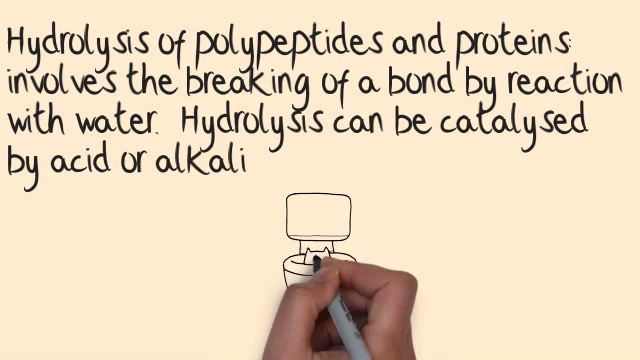 Hydrolysis of polypeptides and proteins
involves the breaking of a bond by reaction
with water. Hydrolysis can be catalysed
by acid or alkali